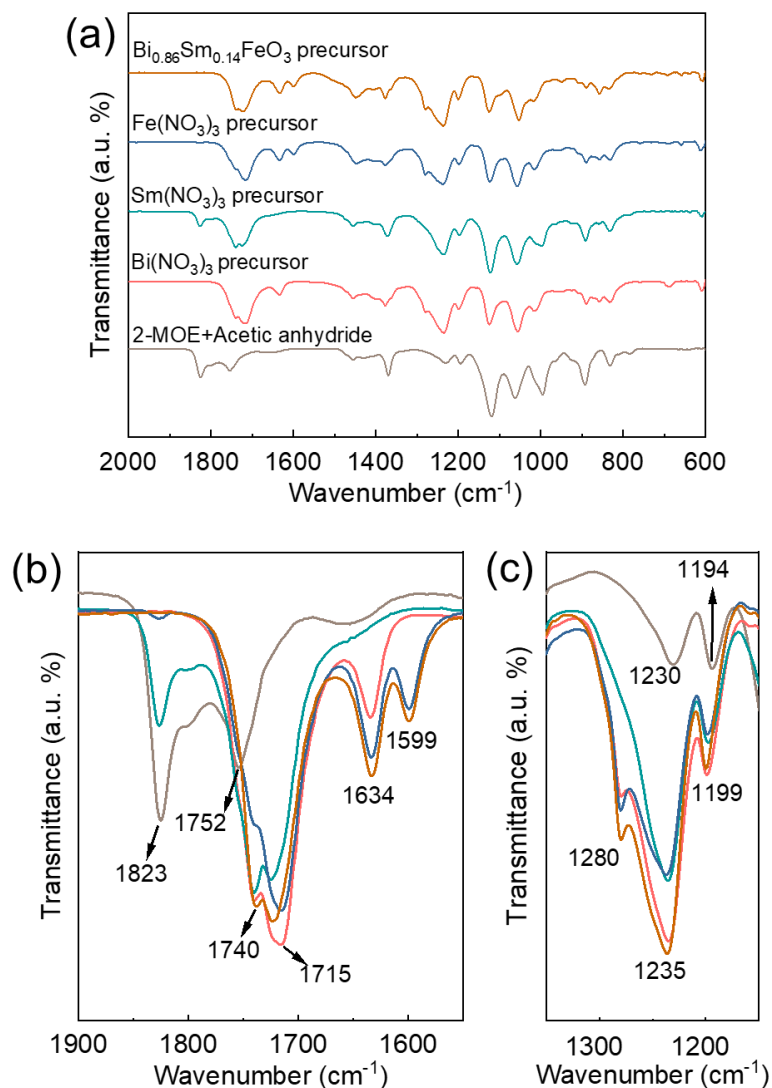 (a)
Bi0.86Sm0.14FeO3 precursor
Fe(NO3)3 precursor
Sm(NO3)3 precursor
Bi(NO3)3 precursor
2-MOE+Acetic anhydride
Transmittance (a.u. %)
2000 1800 1600 1400 1200 1000 800 600
Wavenumber (cm-1)
(b)
Transmittance (a.u. %)
1599
1634
1752
1823
1740
1715
1900 1800 1700 1600
Wavenumber (cm-1)
(c)
Transmittance (a.u. %)
1194
1230
1199
1280
1235
1300 1200
Wavenumber (cm-1)